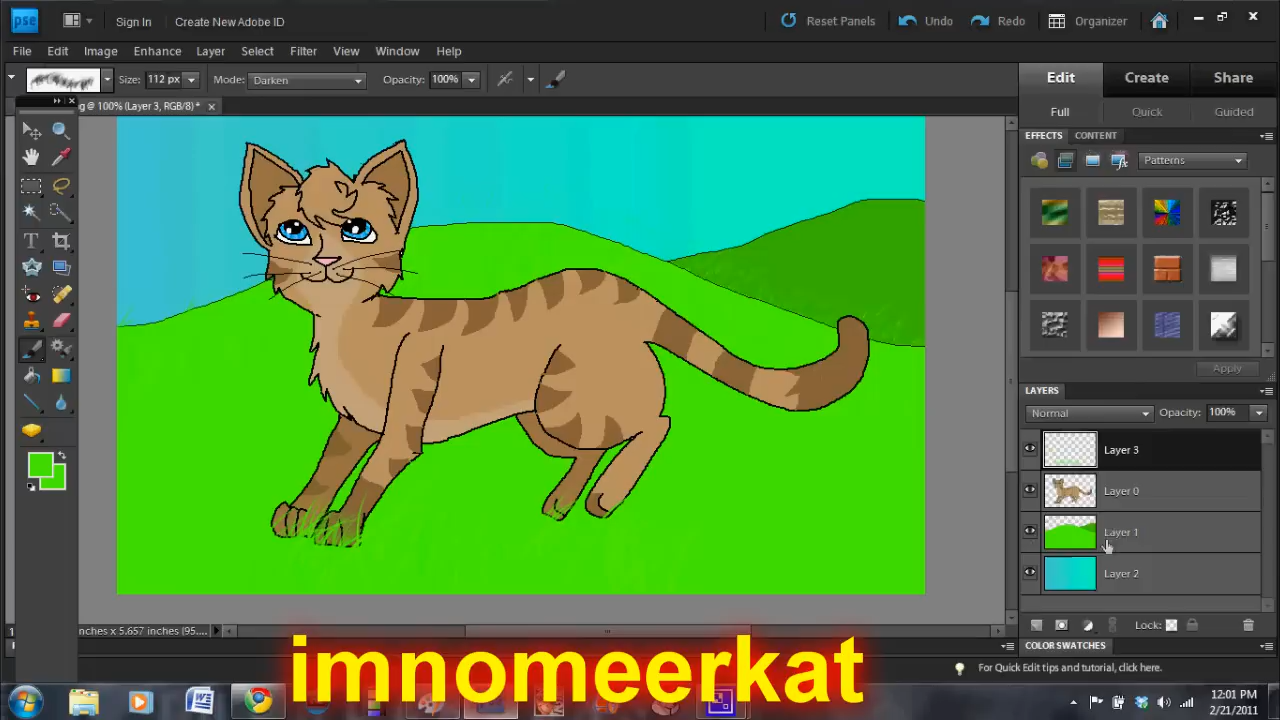 pse Sign In Create New Adobe ID Reset Panels Undo Redo Organizer
File Edit Image Enhance Layer Select Filter View Window Help
Size: 112 px Mode: Darken Opacity: 100%
Edit Create Share
g @ 100% (Layer 3, RGB/8) *
Full Quick Guided
EFFECTS CONTENT
Patterns
Apply
LAYERS
Normal Opacity: 100%
Layer 3
Layer 0
Layer 1
Layer 2
Lock:
nches x 5.657 inches (95....
COLOR SWATCHES
For Quick Edit tips and tutorial, click here.
imnomeerkat
12:01 PM
2/21/2011